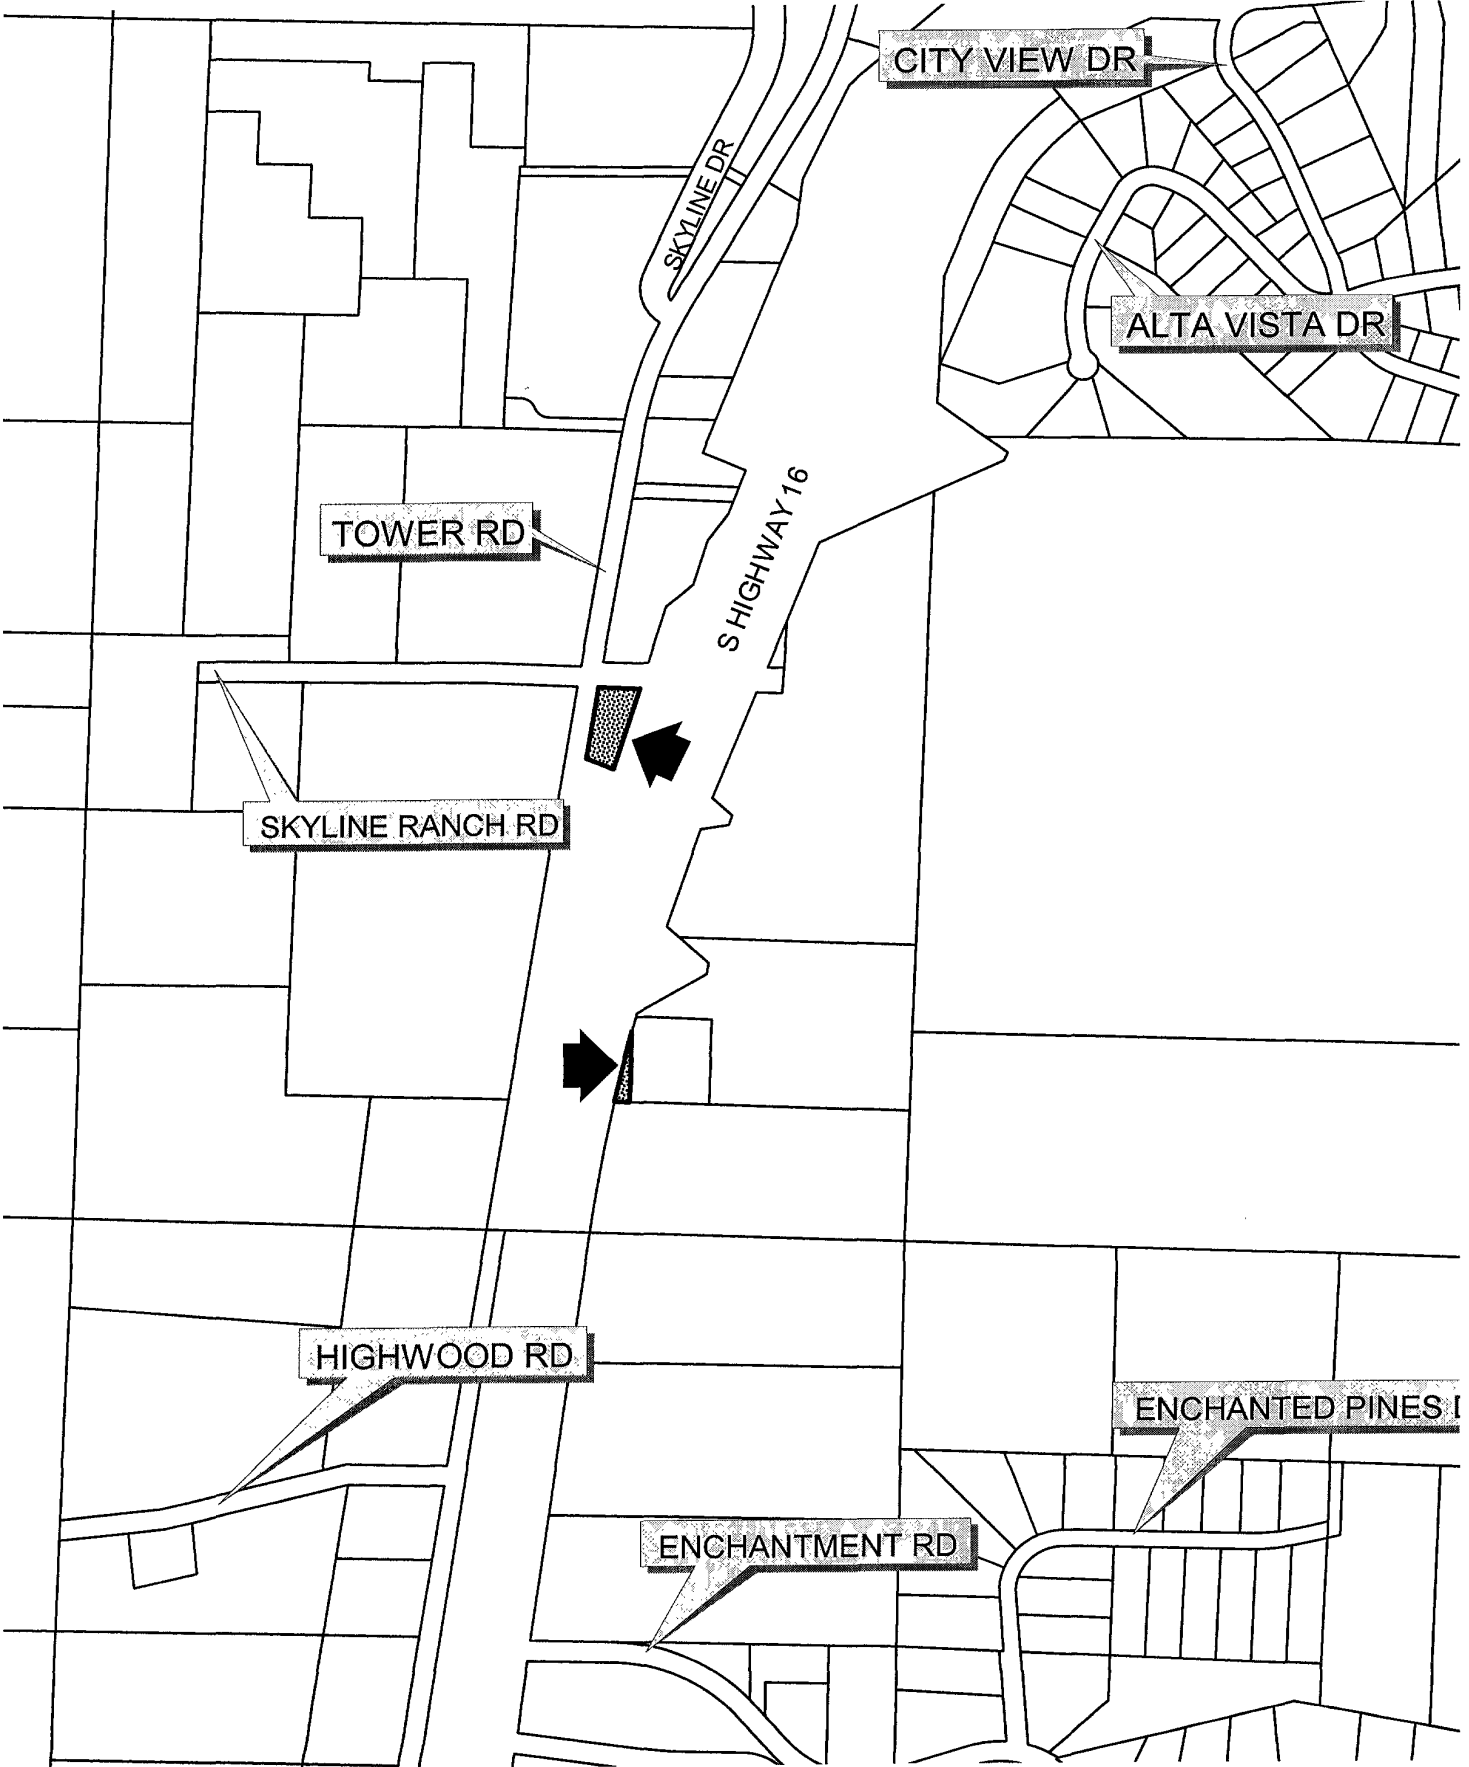 CITY VIEW DR
SKYLINE DR
ALTA VISTA DR
TOWER RD
S HIGHWAY 16
SKYLINE RANCH RD
HIGHWOOD RD
ENCHANTED PINES
ENCHANTMENT RD